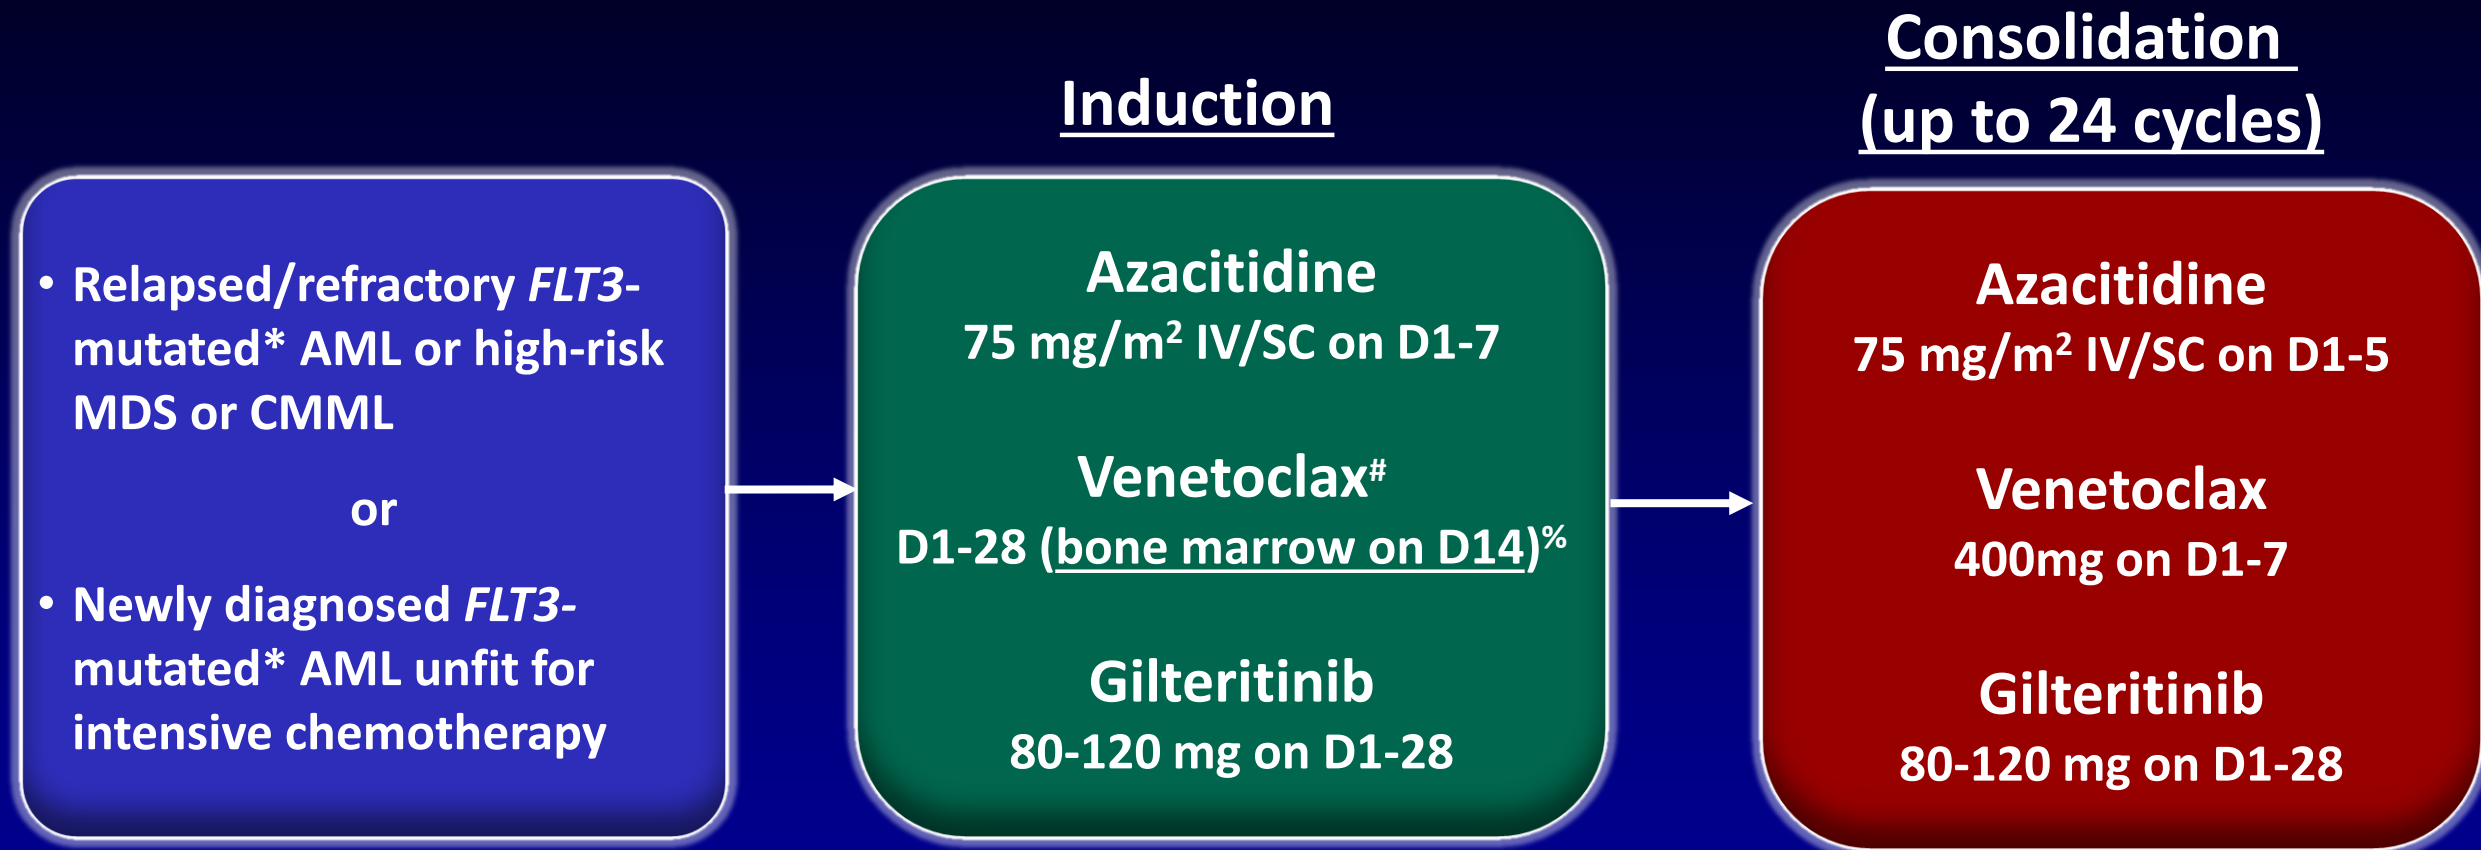 Induction
Consolidation
(up to 24 cycles)
• Relapsed/refractory FLT3-
mutated* AML or high-risk
MDS or CMML
or
• Newly diagnosed FLT3-
mutated* AML unfit for
intensive chemotherapy
Azacitidine
75 mg/m² IV/SC on D1-7
Venetoclax#
D1-28 (bone marrow on D14)%
Gilteritinib
80-120 mg on D1-28
Azacitidine
75 mg/m² IV/SC on D1-5
Venetoclax
400mg on D1-7
Gilteritinib
80-120 mg on D1-28